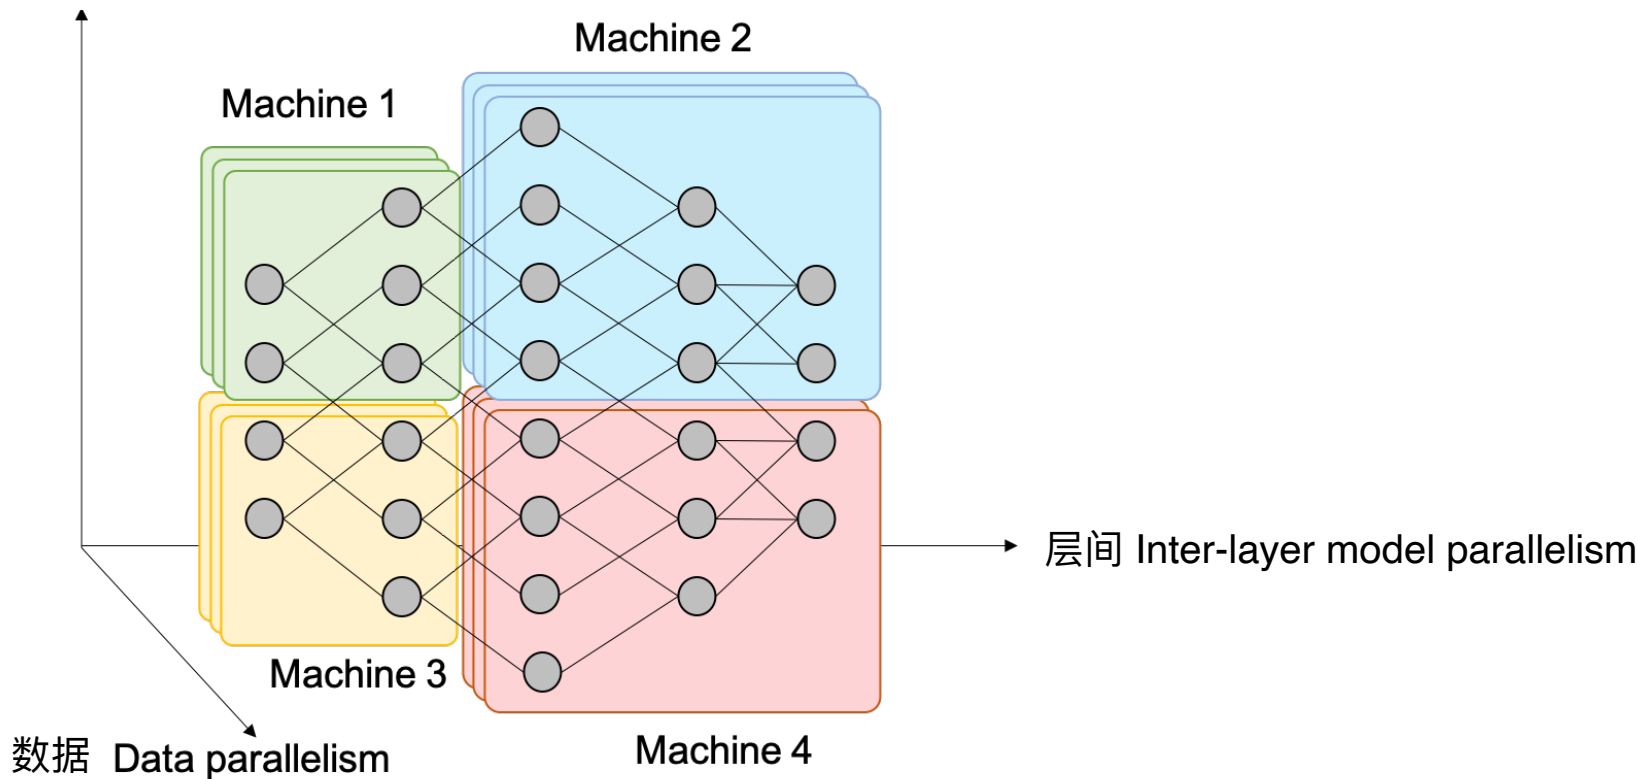 Machine 2
Machine 1
层间 Inter-layer model parallelism
Machine 3
数据 Data parallelism
Machine 4